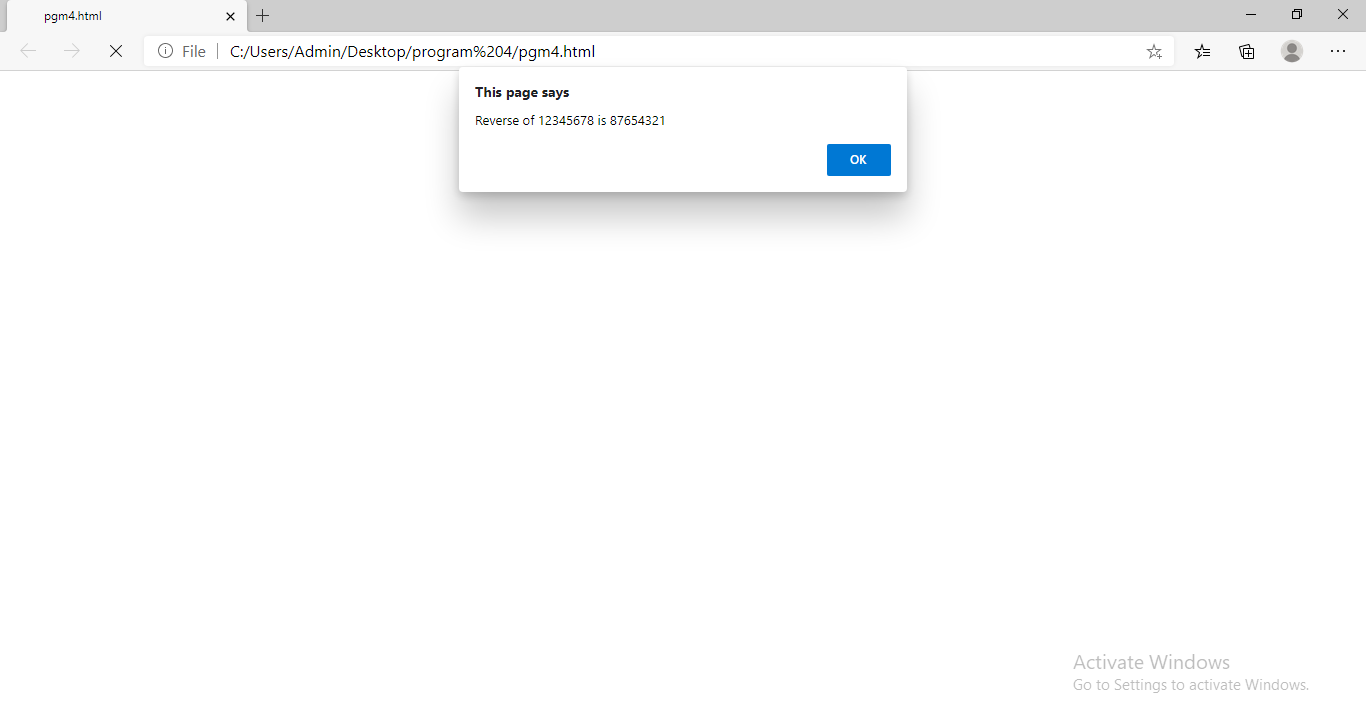 pgm4.html
File
C:/Users/Admin/Desktop/program%204/pgm4.html
This page says
Reverse of 12345678 is 87654321
OK
Activate Windows
Go to Settings to activate Windows.